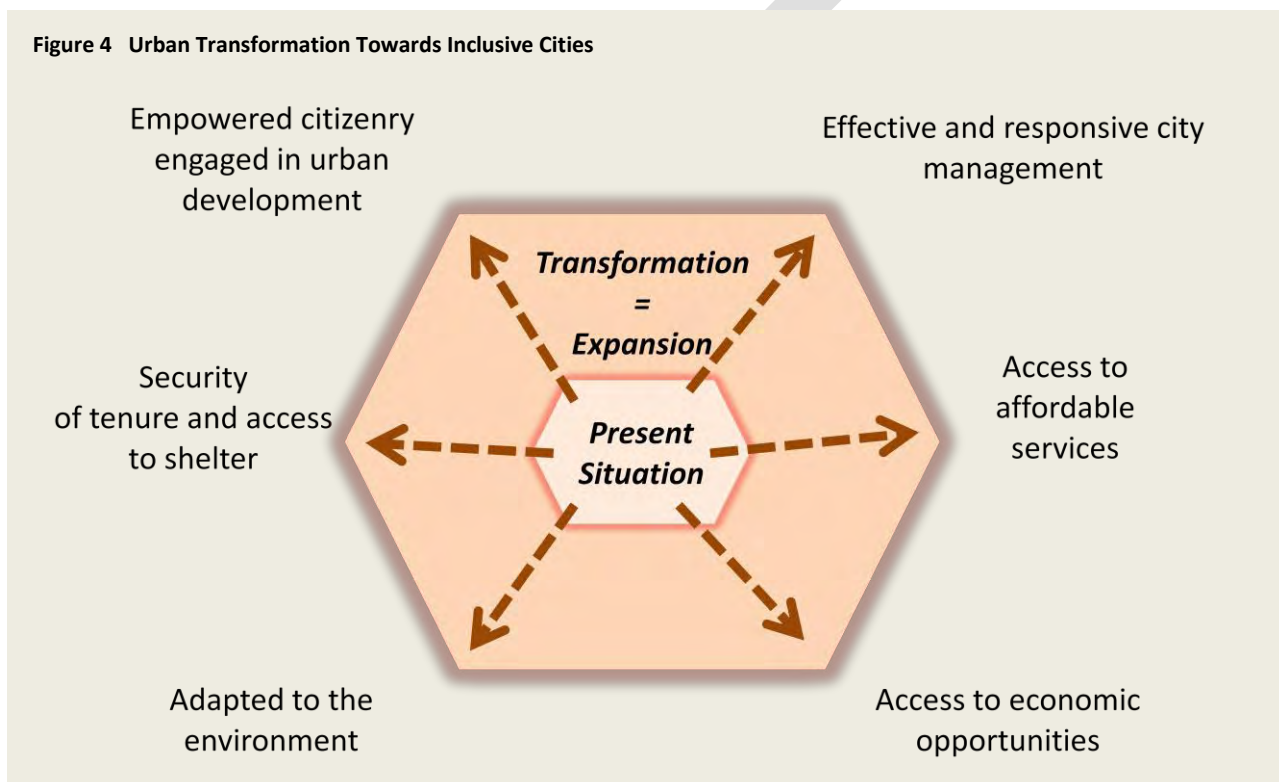 Figure 4 Urban Transformation Towards Inclusive Cities
Empowered citizenry
engaged in urban
development
Effective and responsive city
management
Transformation
=
Expansion
Security
of tenure and access
to shelter
Present
Situation
Access to
affordable
services
Adapted to the
environment
Access to economic
opportunities